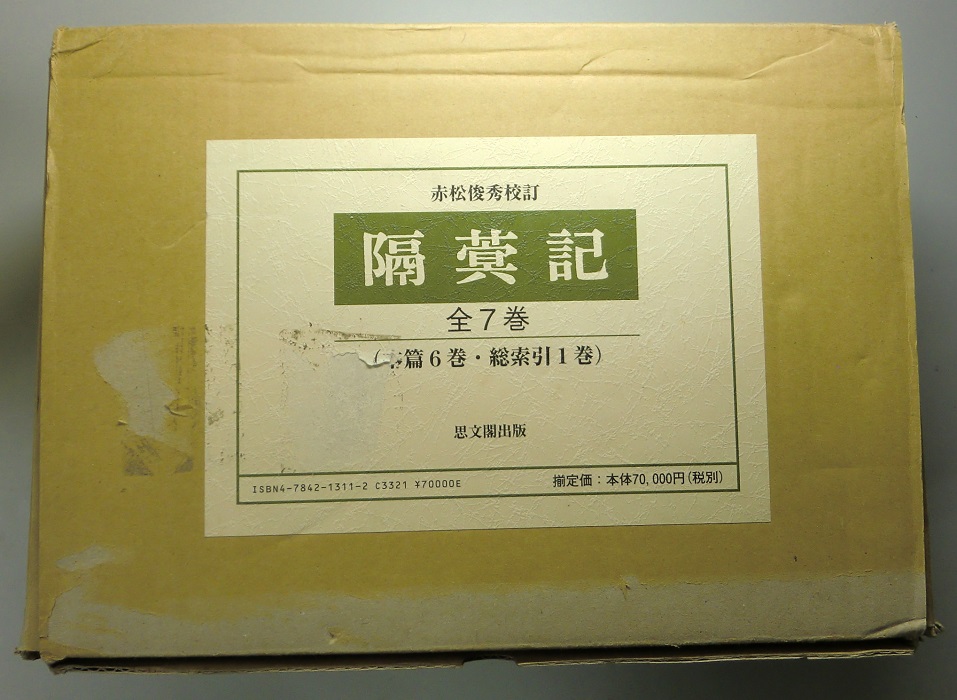 赤松俊秀校訂
隔蓂記
全7巻
(本篇6巻・総索引1巻)
思文閣出版
ISBN4-7842-1311-2 C3321 ¥70000E
揃定価:本体70,000円(税別)